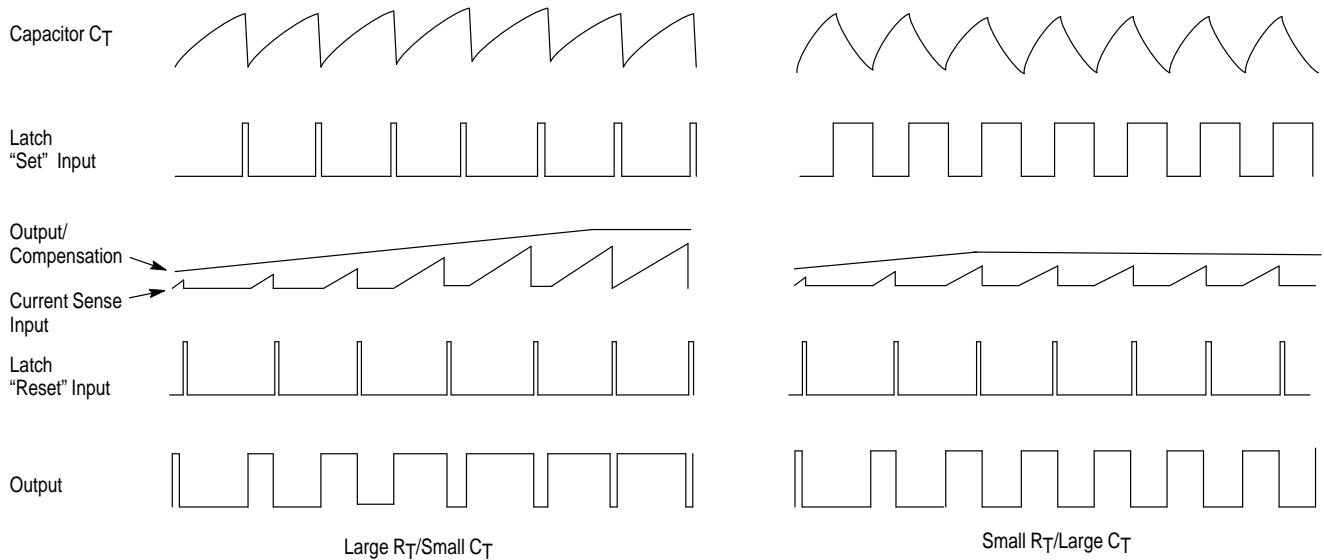 Capacitor CT
Latch
“Set” Input
Output/
Compensation
Current Sense
Input
Latch
“Reset” Input
Output
Large RT/Small CT
Small RT/Large CT